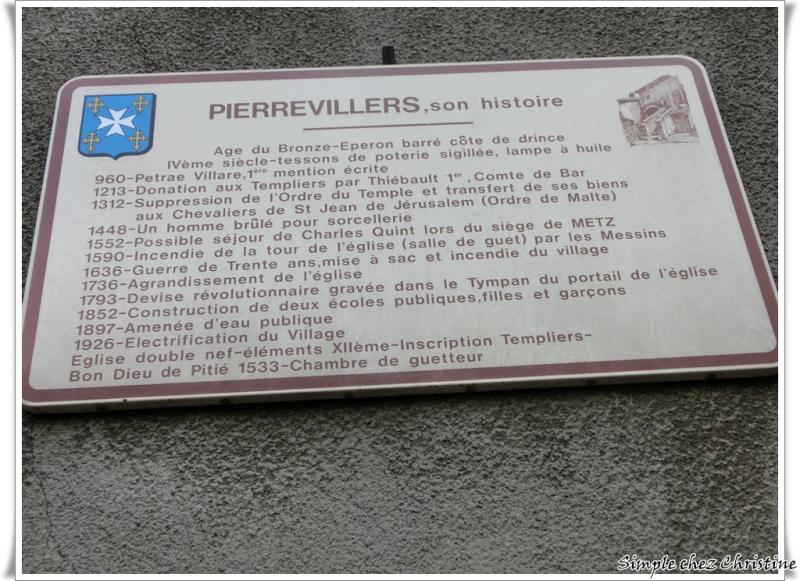 PIERREVILLERS,son histoire
Age du Bronze-Eperon barré côte de drince
IVème siècle-tessons de poterie sigillée, lampe à huile
960-Petrae Villare,1ère mention écrite
1213-Donation aux Templiers par Thiébault 1er ,Comte de Bar
1312-Suppression de l'Ordre du Temple et transfert de ses biens
aux Chevaliers de St Jean de Jérusalem (Ordre de Malte)
1448-Un homme brûlé pour sorcellerie
1552-Possible séjour de Charles Quint lors du siège de METZ
1590-Incendie de la tour de l'église (salle de guet) par les Messins
1636-Guerre de Trente ans,mise à sac et incendie du village
1736-Agrandissement de l'église
1793-Devise révolutionnaire gravée dans le Tympan du portail de l'église
1852-Construction de deux écoles publiques,filles et garçons
1897-Amenée d'eau publique
1926-Electrification du Village
Eglise double nef-éléments XIIème-Inscription Templiers-
Bon Dieu de Pitié 1533-Chambre de guetteur
Simple chez Christine